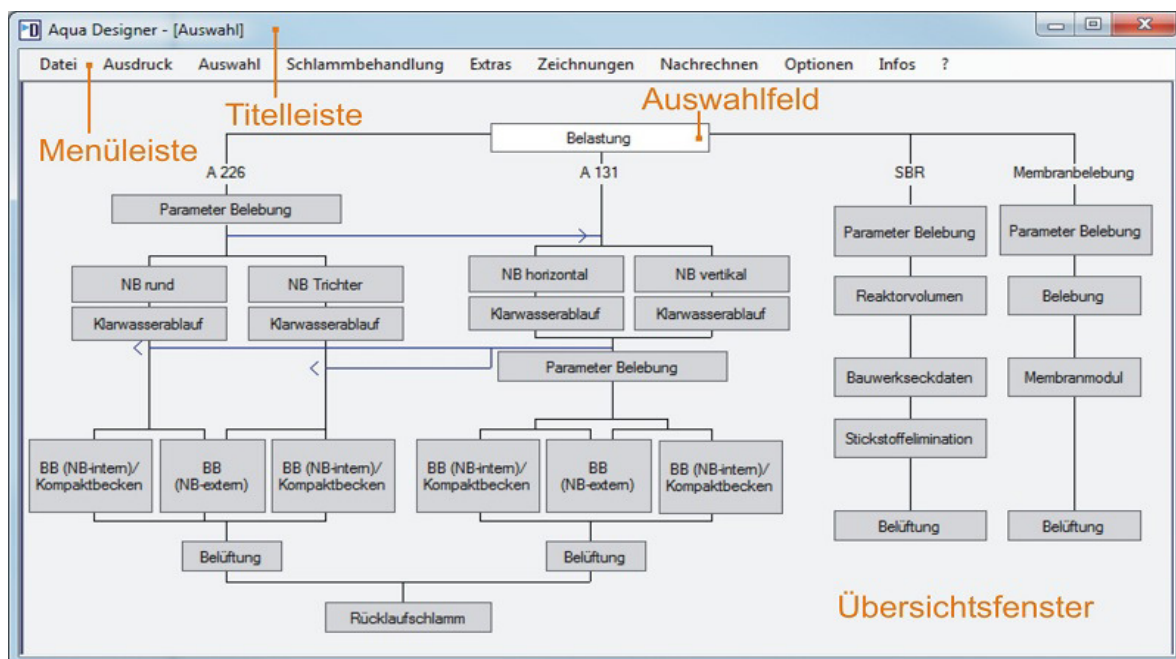 Aqua Designer - [Auswahl]
Datei Ausdruck Auswahl Schlammbehandlung Extras Zeichnungen Nachrechnen Optionen Infos ?
Titelleiste
Auswahlfeld
Menüleiste
Belastung
A 226
A 131
SBR
Membranbelebung
Parameter Belebung
Parameter Belebung
Parameter Belebung
NB rund
NB Trichter
NB horizontal
NB vertikal
Reaktorvolumen
Belebung
Klarwasserablauf
Klarwasserablauf
Klarwasserablauf
Klarwasserablauf
Parameter Belebung
Bauwerkseckdaten
Membranmodul
Stickstoffelimination
BB (NB-intern)/
Kompaktbecken
BB
(NB-extern)
BB (NB-intern)/
Kompaktbecken
BB (NB-intern)/
Kompaktbecken
BB
(NB-extern)
BB (NB-intern)/
Kompaktbecken
Belüftung
Belüftung
Belüftung
Belüftung
Rücklaufschlamm
Übersichtsfenster